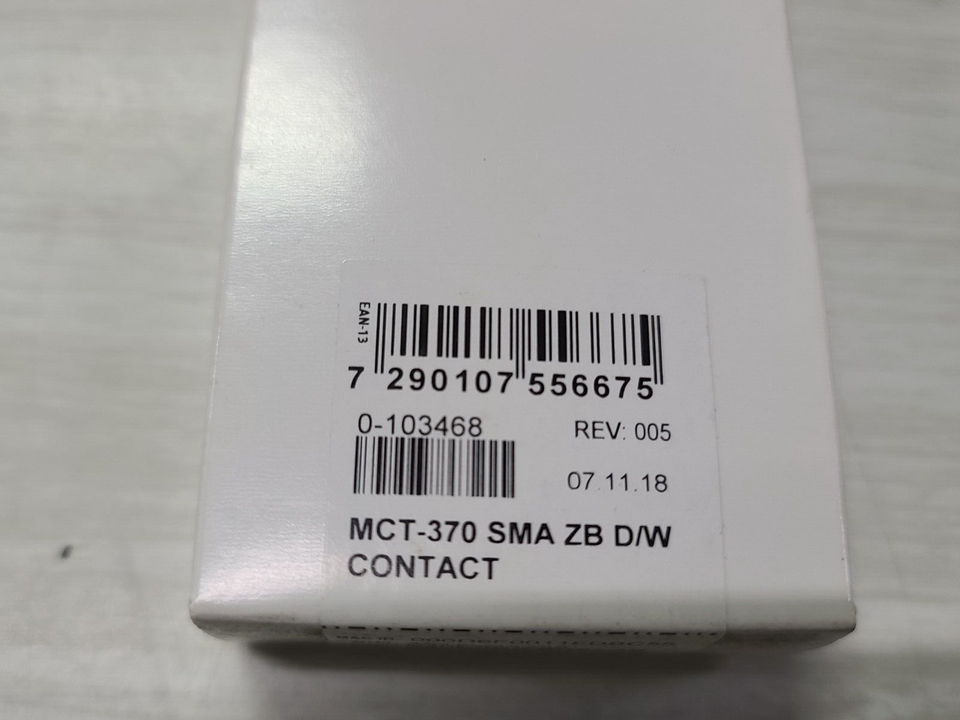 EAN-13
7 290107 556675
0-103468
REV: 005
07.11.18
MCT-370 SMA ZB D/W
CONTACT